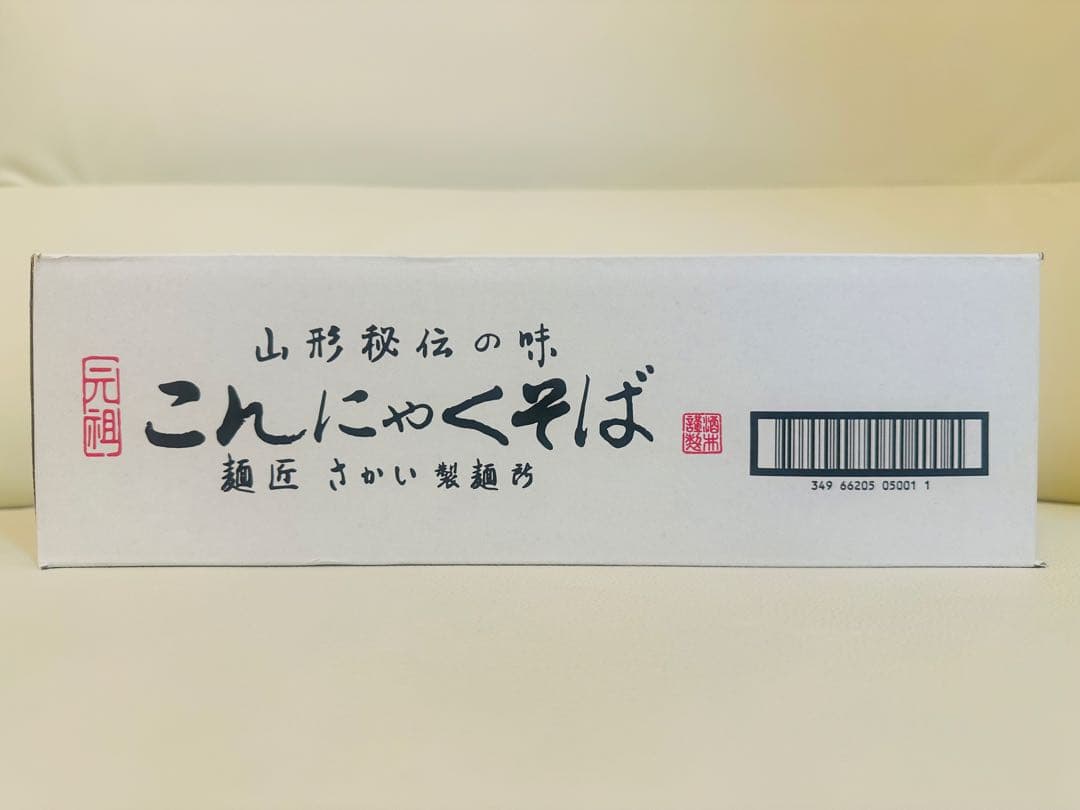 元祖
山形秘伝の味
こんにゃくそば
麺匠 さかい製麺所
349 66205 05001 1